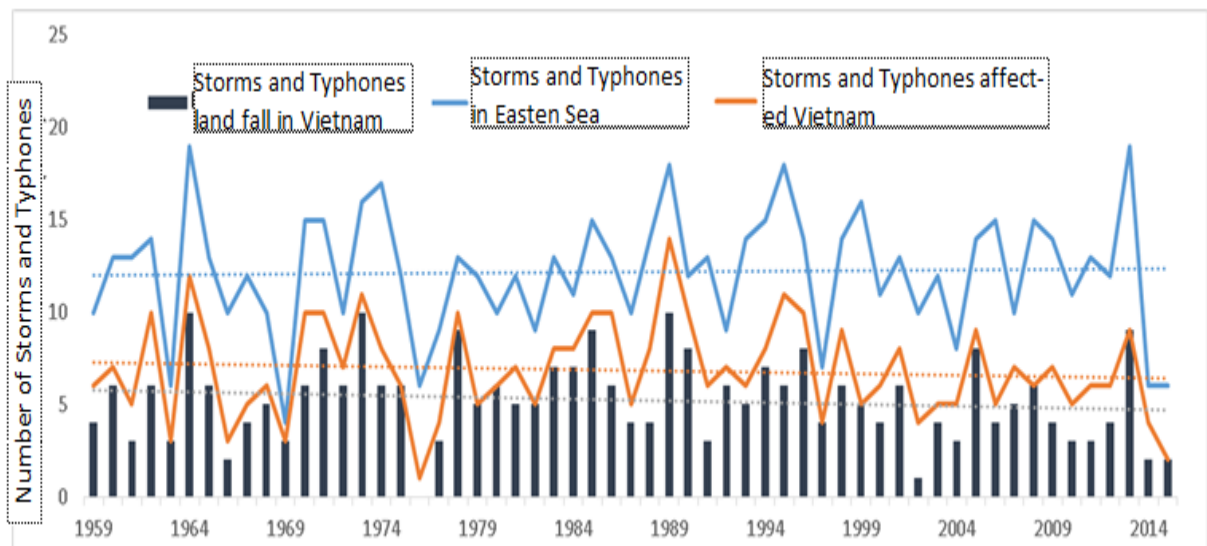 25
20
15
10
5
0
Number of Storms and Typhones
Storms and Typhones
land fall in Vietnam
Storms and Typhones
in Easten Sea
Storms and Typhones affect-
ed Vietnam
1959 1964 1969 1974 1979 1984 1989 1994 1999 2004 2009 2014